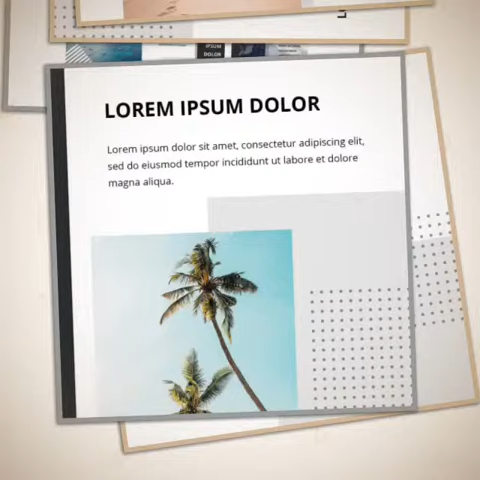 IPSUM
DOLOR
LOREM IPSUM DOLOR
Lorem ipsum dolor sit amet, consectetur adipiscing elit,
sed do eiusmod tempor incididunt ut labore et dolore
magna aliqua.